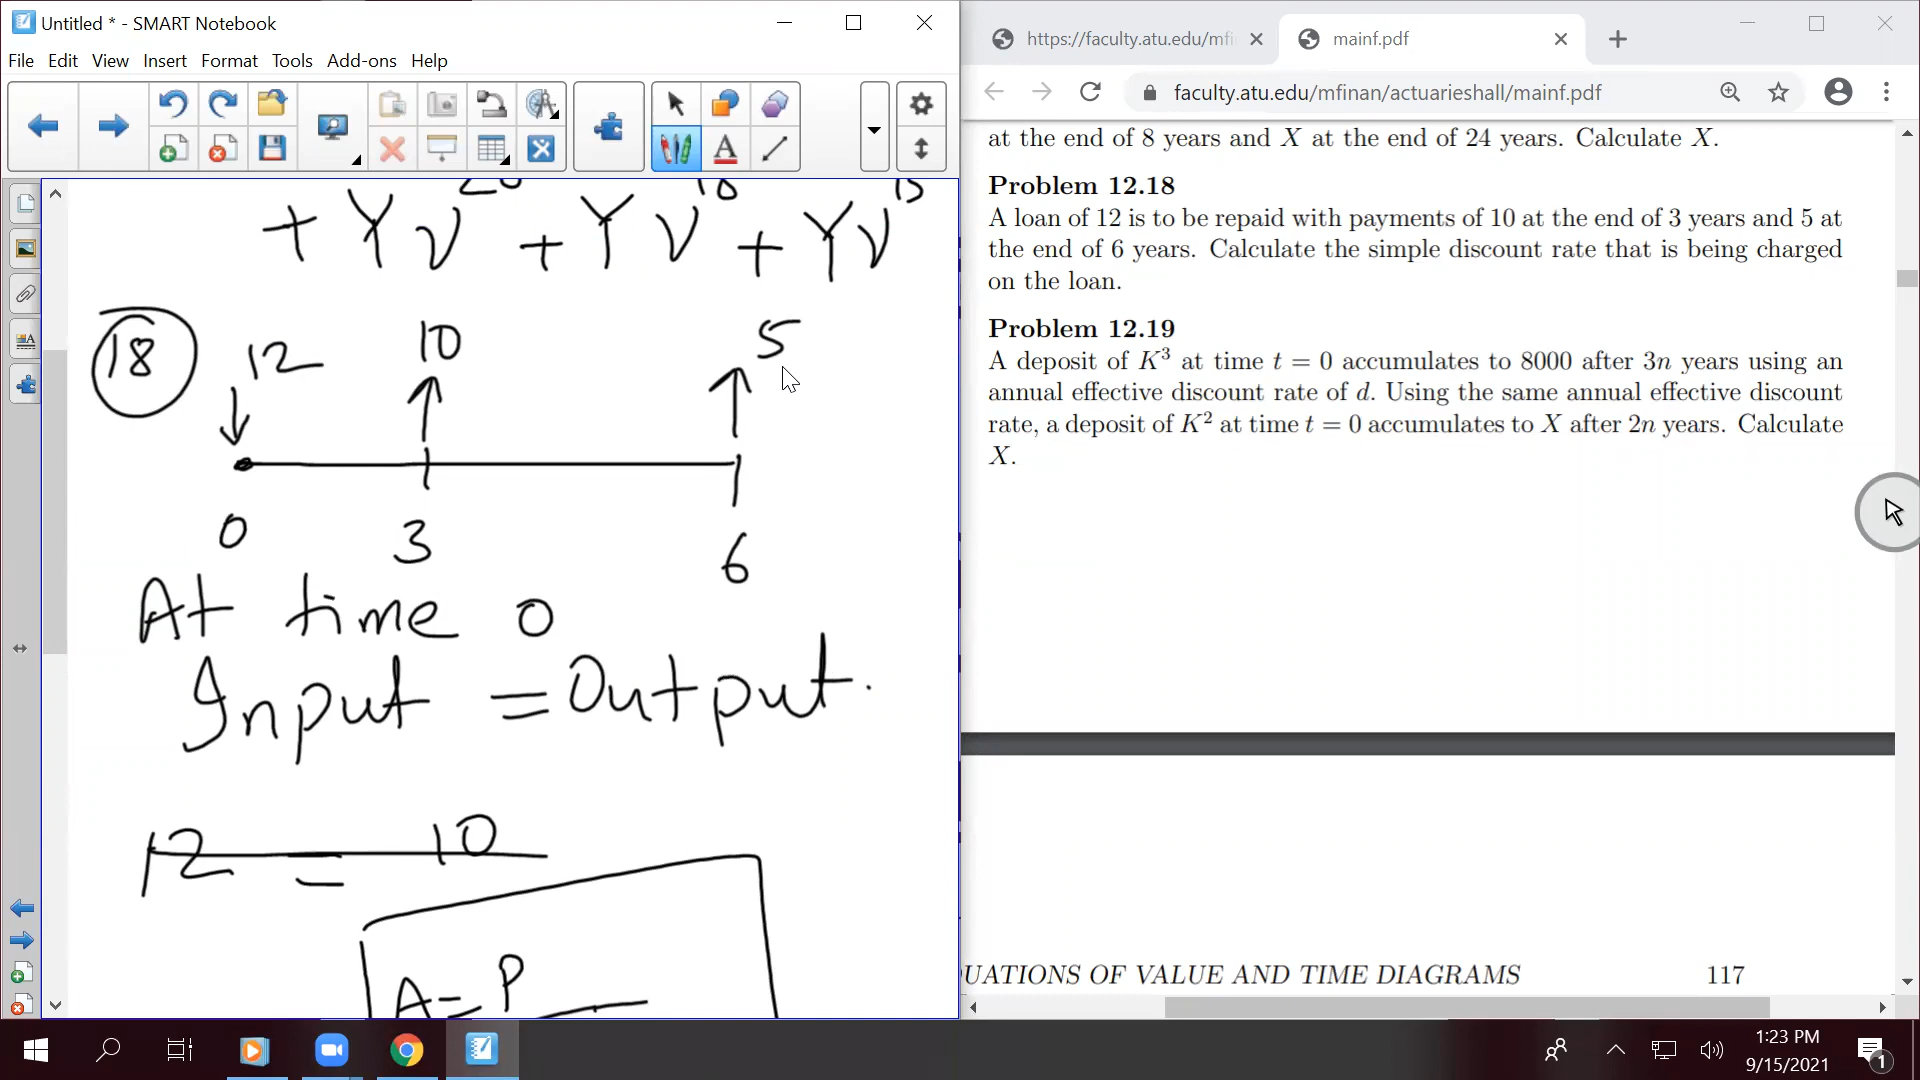 Untitled * - SMART Notebook
File Edit View Insert Format Tools Add-ons Help
+ Yν + Yν + Yν
18
12 10 5
0 3 6
At time 0
Input = Output.
12 = 10
A = P
https://faculty.atu.edu/mfi
mainf.pdf
faculty.atu.edu/mfinan/actuarieshall/mainf.pdf
at the end of 8 years and X at the end of 24 years. Calculate X.
Problem 12.18
A loan of 12 is to be repaid with payments of 10 at the end of 3 years and 5 at
the end of 6 years. Calculate the simple discount rate that is being charged
on the loan.
Problem 12.19
A deposit of K³ at time t = 0 accumulates to 8000 after 3n years using an
annual effective discount rate of d. Using the same annual effective discount
rate, a deposit of K² at time t = 0 accumulates to X after 2n years. Calculate
X.
UATIONS OF VALUE AND TIME DIAGRAMS 117
1:23 PM
9/15/2021
1